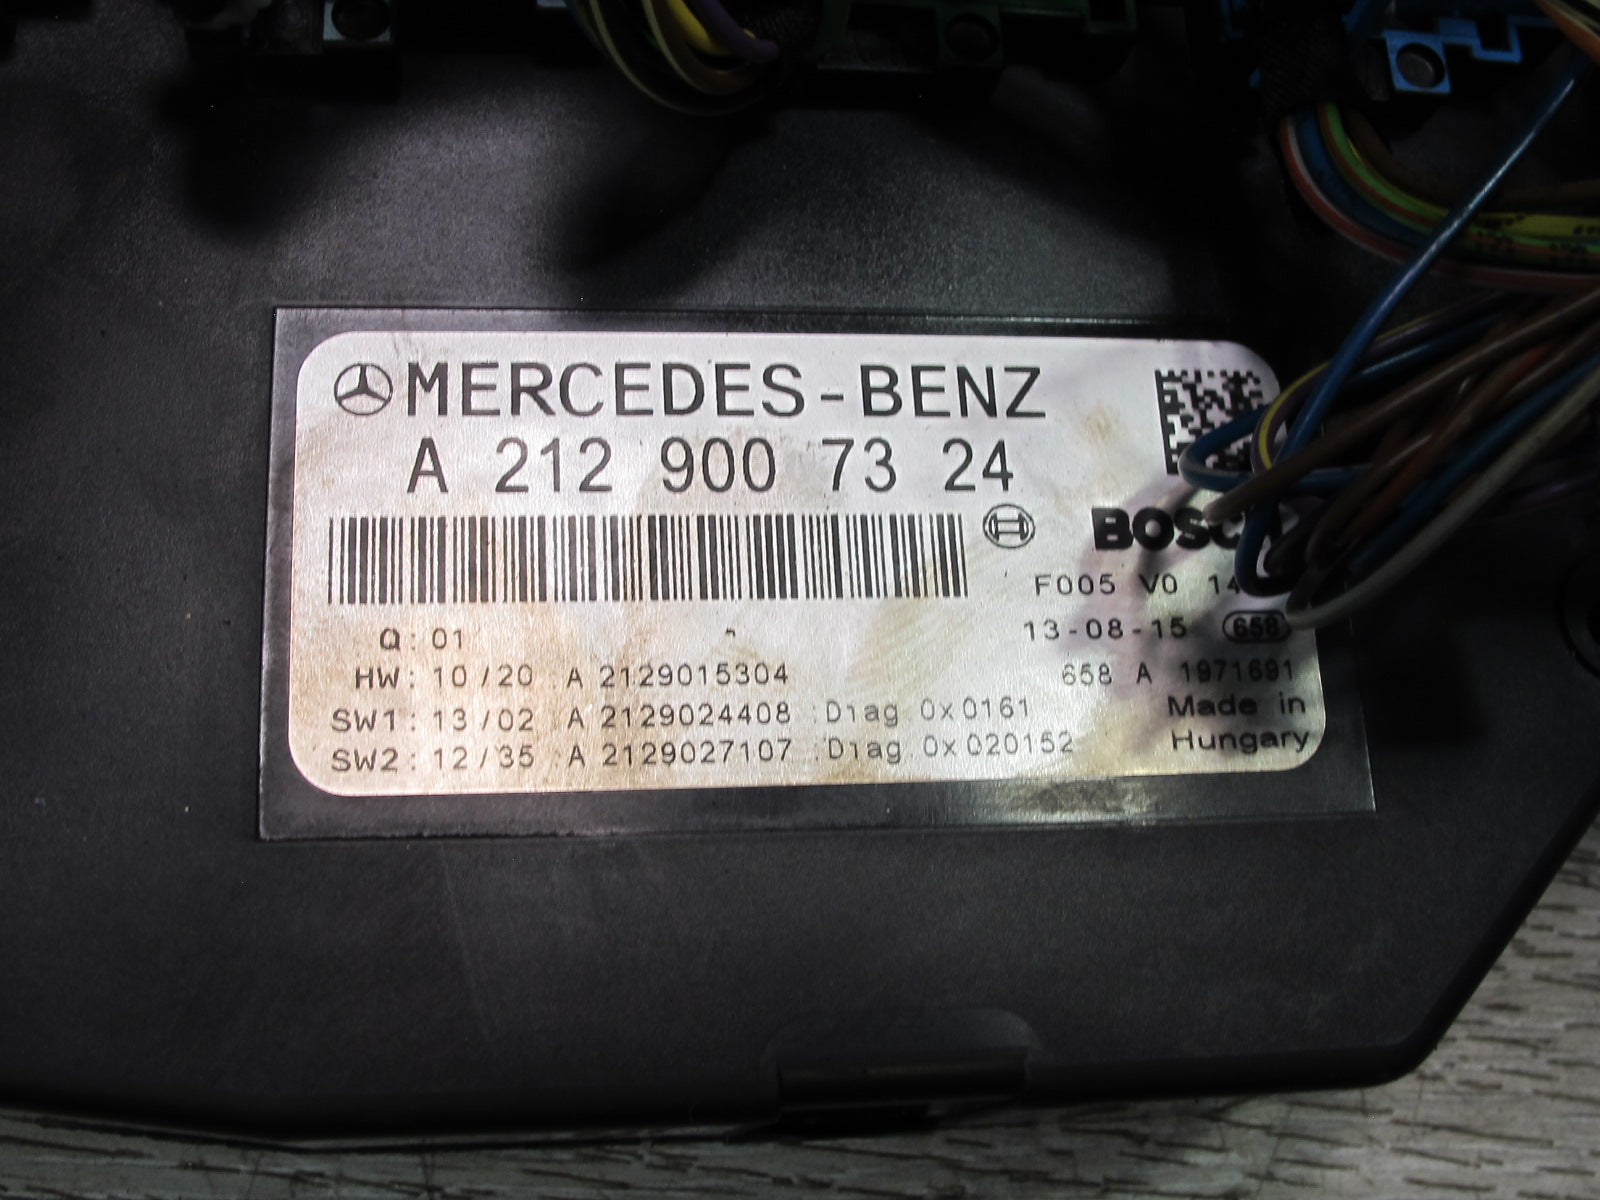 MERCEDES-BENZ
A 212 900 73 24
BOSCH
F005 V0 14
13-08-15 658
Q: 01
HW: 10/20 A 2129015304
658 A 1971691
SW1: 13/02 A 2129024408 :Diag 0x0161
Made in
SW2: 12/35 A 2129027107 :Diag 0x020152
Hungary